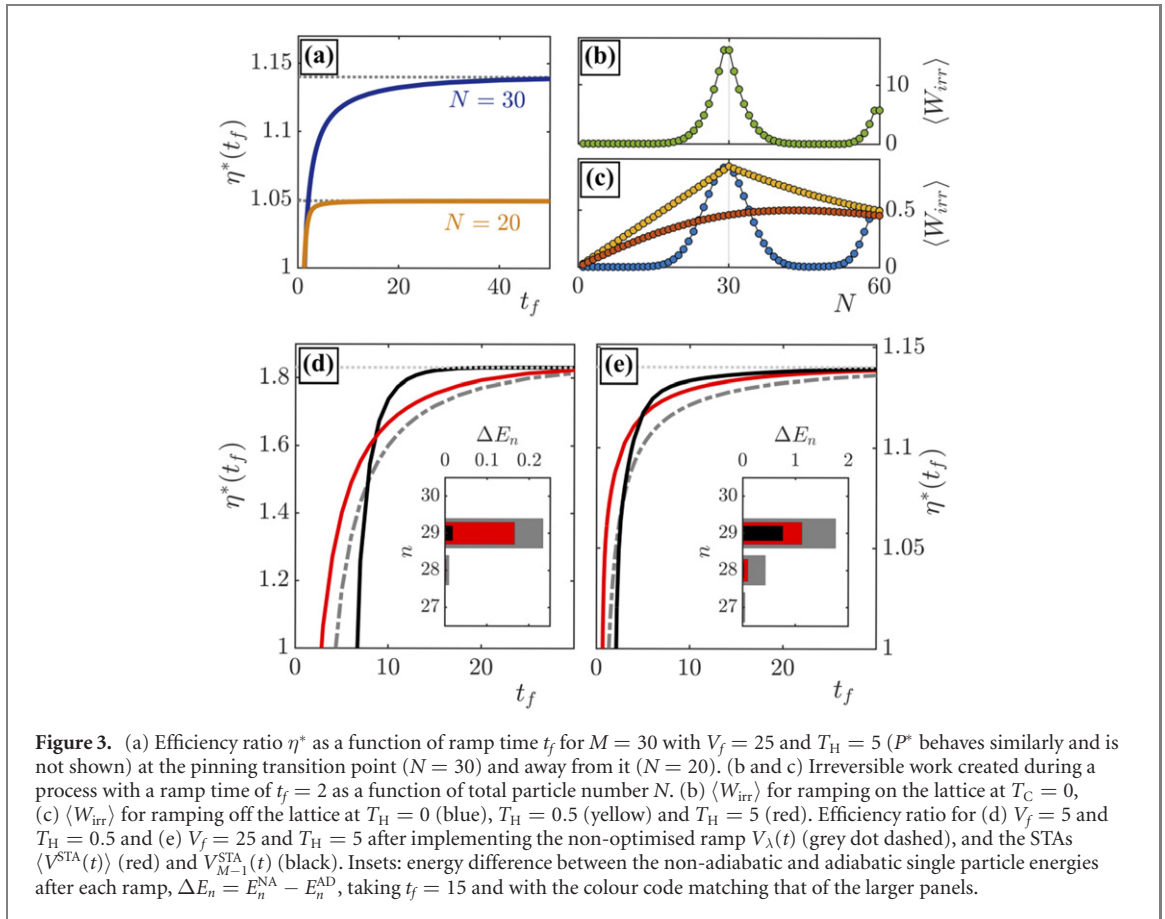 (a)
1.15
1.1
1.05
1
η*(t_f)
N = 30
N = 20
0 20 40
t_f
(b)
10
0
⟨W_irr⟩
(c)
0.5
0
⟨W_irr⟩
0 30 60
N
(d)
1.8
1.6
1.4
1.2
1
η*(t_f)
ΔE_n
0 0.1 0.2
30
29
28
27
n
0 10 20
t_f
(e)
1.15
1.1
1.05
1
η*(t_f)
ΔE_n
0 1 2
30
29
28
27
n
0 10 20
t_f
Figure 3. (a) Efficiency ratio η* as a function of ramp time t_f for M = 30 with V_f = 25 and T_H = 5 (P* behaves similarly and is
not shown) at the pinning transition point (N = 30) and away from it (N = 20). (b and c) Irreversible work created during a
process with a ramp time of t_f = 2 as a function of total particle number N. (b) ⟨W_irr⟩ for ramping on the lattice at T_C = 0,
(c) ⟨W_irr⟩ for ramping off the lattice at T_H = 0 (blue), T_H = 0.5 (yellow) and T_H = 5 (red). Efficiency ratio for (d) V_f = 5 and
T_H = 0.5 and (e) V_f = 25 and T_H = 5 after implementing the non-optimised ramp V_λ(t) (grey dot dashed), and the STAs
⟨V^STA(t)⟩ (red) and V^STA_M−1(t) (black). Insets: energy difference between the non-adiabatic and adiabatic single particle energies
after each ramp, ΔE_n = E_n^NA − E_n^AD, taking t_f = 15 and with the colour code matching that of the larger panels.